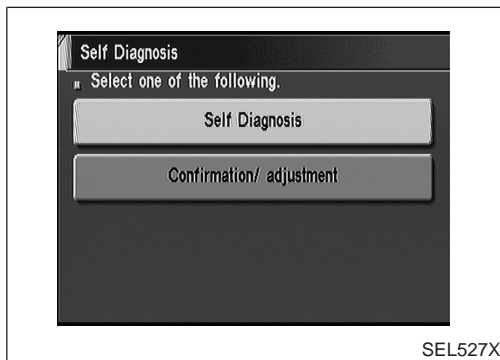 Self Diagnosis
Select one of the following.
Self Diagnosis
Confirmation/ adjustment
SEL527X